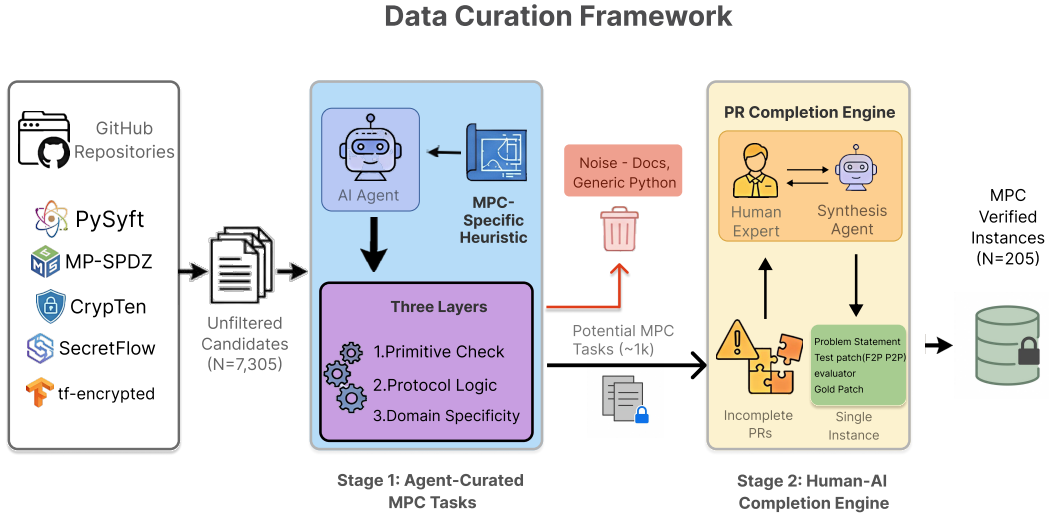 Data Curation Framework
GitHub
Repositories
PySyft
MP-SPDZ
CrypTen
SecretFlow
tf-encrypted
Unfiltered
Candidates
(N=7,305)
AI Agent
MPC-
Specific
Heuristic
Three Layers
1.Primitive Check
2.Protocol Logic
3.Domain Specificity
Stage 1: Agent-Curated
MPC Tasks
Noise - Docs,
Generic Python
Potential MPC
Tasks (~1k)
PR Completion Engine
Human
Expert
Synthesis
Agent
Incomplete
PRs
Problem Statement
Test patch(F2P P2P)
evaluator
Gold Patch
Single
Instance
Stage 2: Human-AI
Completion Engine
MPC
Verified
Instances
(N=205)